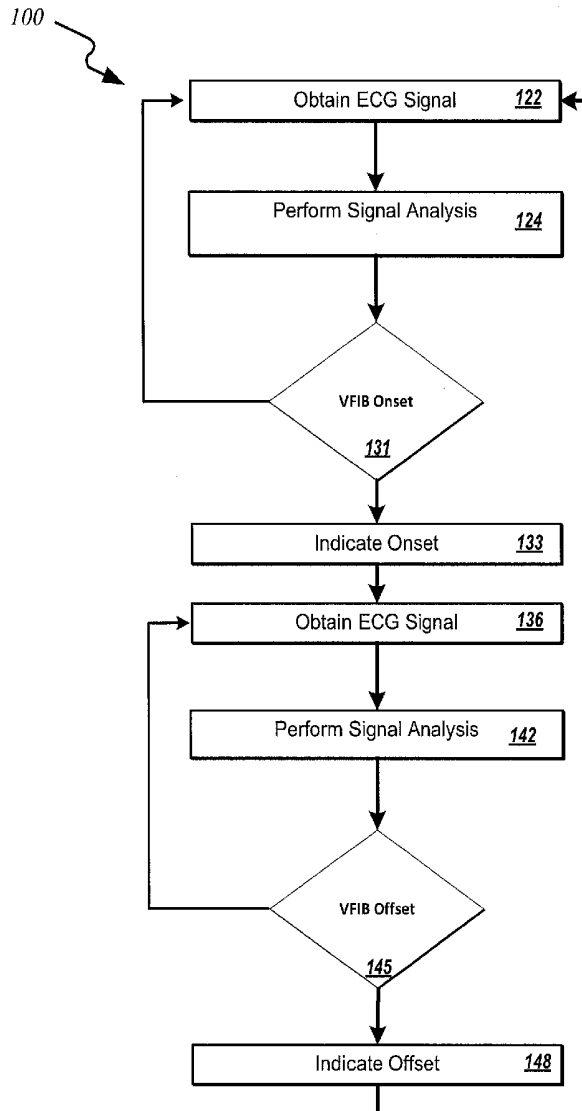 100
Obtain ECG Signal 122
Perform Signal Analysis 124
VFIB Onset
131
Indicate Onset 133
Obtain ECG Signal 136
Perform Signal Analysis 142
VFIB Offset
145
Indicate Offset 148